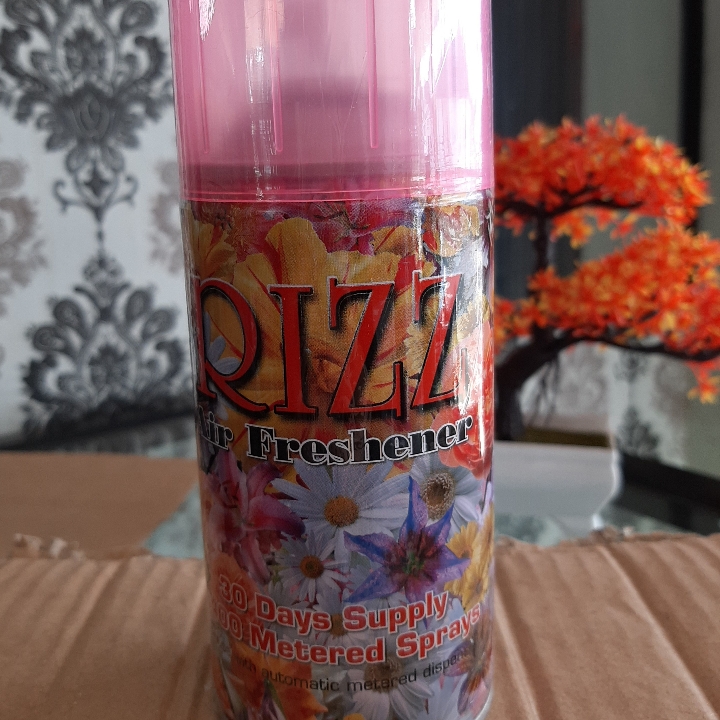 RIZZ
Air Freshener
30 Days Supply
Metered Sprays
automatic metered